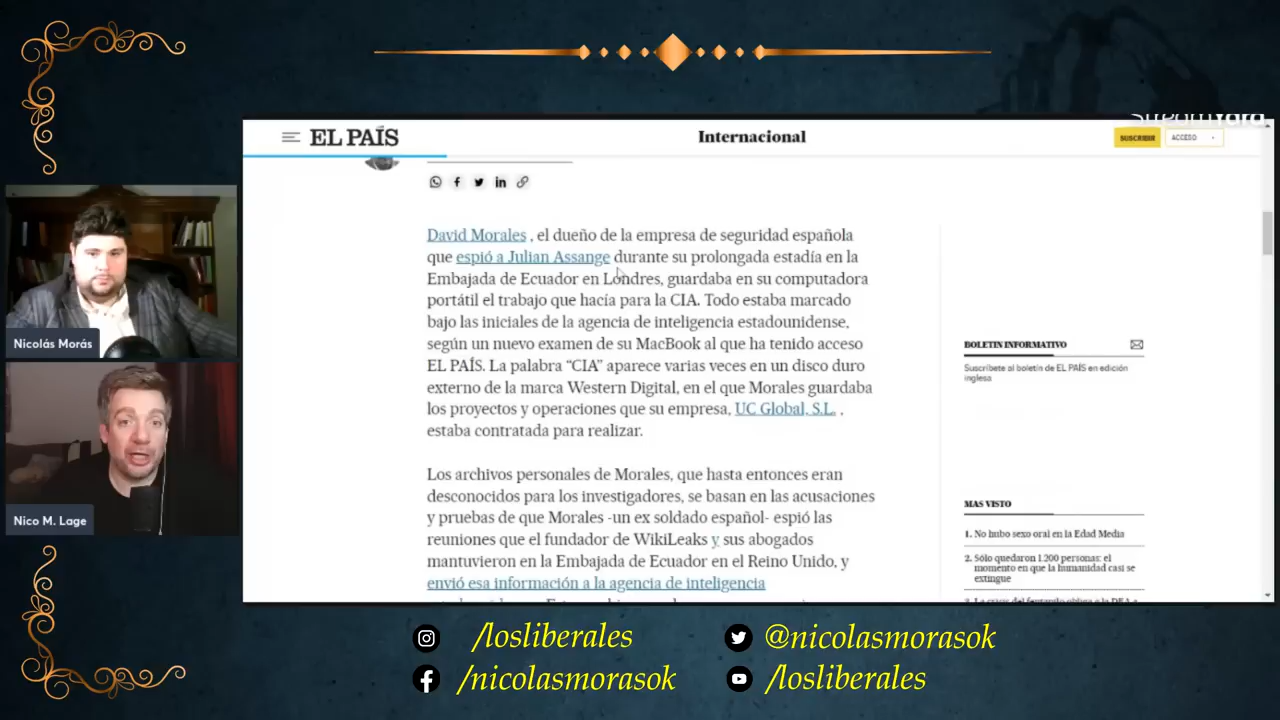 StreamYard
EL PAÍS
Internacional
SUSCRIBIR
ACCESO
David Morales , el dueño de la empresa de seguridad española
que espió a Julian Assange durante su prolongada estadía en la
Embajada de Ecuador en Londres, guardaba en su computadora
portátil el trabajo que hacía para la CIA. Todo estaba marcado
bajo las iniciales de la agencia de inteligencia estadounidense,
según un nuevo examen de su MacBook al que ha tenido acceso
EL PAÍS. La palabra “CIA” aparece varias veces en un disco duro
externo de la marca Western Digital, en el que Morales guardaba
los proyectos y operaciones que su empresa, UC Global, S.L. ,
estaba contratada para realizar.
Los archivos personales de Morales, que hasta entonces eran
desconocidos para los investigadores, se basan en las acusaciones
y pruebas de que Morales -un ex soldado español- espió las
reuniones que el fundador de WikiLeaks y sus abogados
mantuvieron en la Embajada de Ecuador en el Reino Unido, y
envió esa información a la agencia de inteligencia
BOLETIN INFORMATIVO
Suscríbete al boletín de EL PAÍS en edición
inglesa
MAS VISTO
1. No hubo sexo oral en la Edad Media
2. Sólo quedaron 1.200 personas: el
momento en que la humanidad casi se
extingue
Nicolás Morás
Nico M. Lage
/losliberales
@nicolasmorasok
/nicolasmorasok
/losliberales